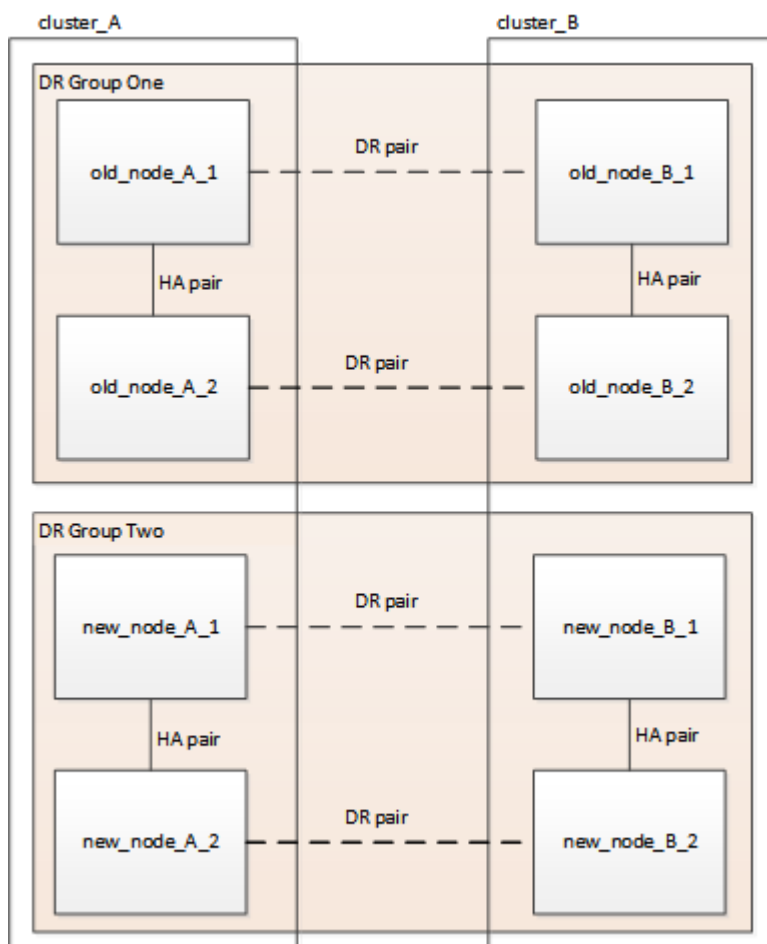 cluster_A
cluster_B
DR Group One
old_node_A_1
DR pair
old_node_B_1
HA pair
HA pair
old_node_A_2
DR pair
old_node_B_2
DR Group Two
new_node_A_1
DR pair
new_node_B_1
HA pair
HA pair
new_node_A_2
DR pair
new_node_B_2